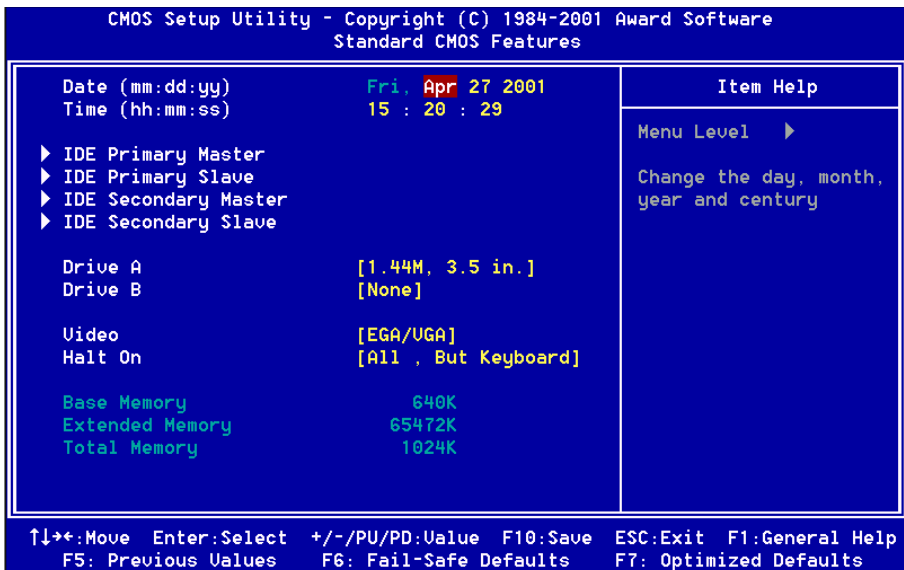 CMOS Setup Utility - Copyright (C) 1984-2001 Award Software
Standard CMOS Features
Date (mm:dd:yy) Fri, Apr 27 2001
Time (hh:mm:ss) 15 : 20 : 29
IDE Primary Master
IDE Primary Slave
IDE Secondary Master
IDE Secondary Slave
Drive A [1.44M, 3.5 in.]
Drive B [None]
Video [EGA/VGA]
Halt On [All , But Keyboard]
Base Memory 640K
Extended Memory 65472K
Total Memory 1024K
Item Help
Menu Level
Change the day, month,
year and century
↑↓→←:Move Enter:Select +/-/PU/PD:Value F10:Save ESC:Exit F1:General Help
F5: Previous Values F6: Fail-Safe Defaults F7: Optimized Defaults